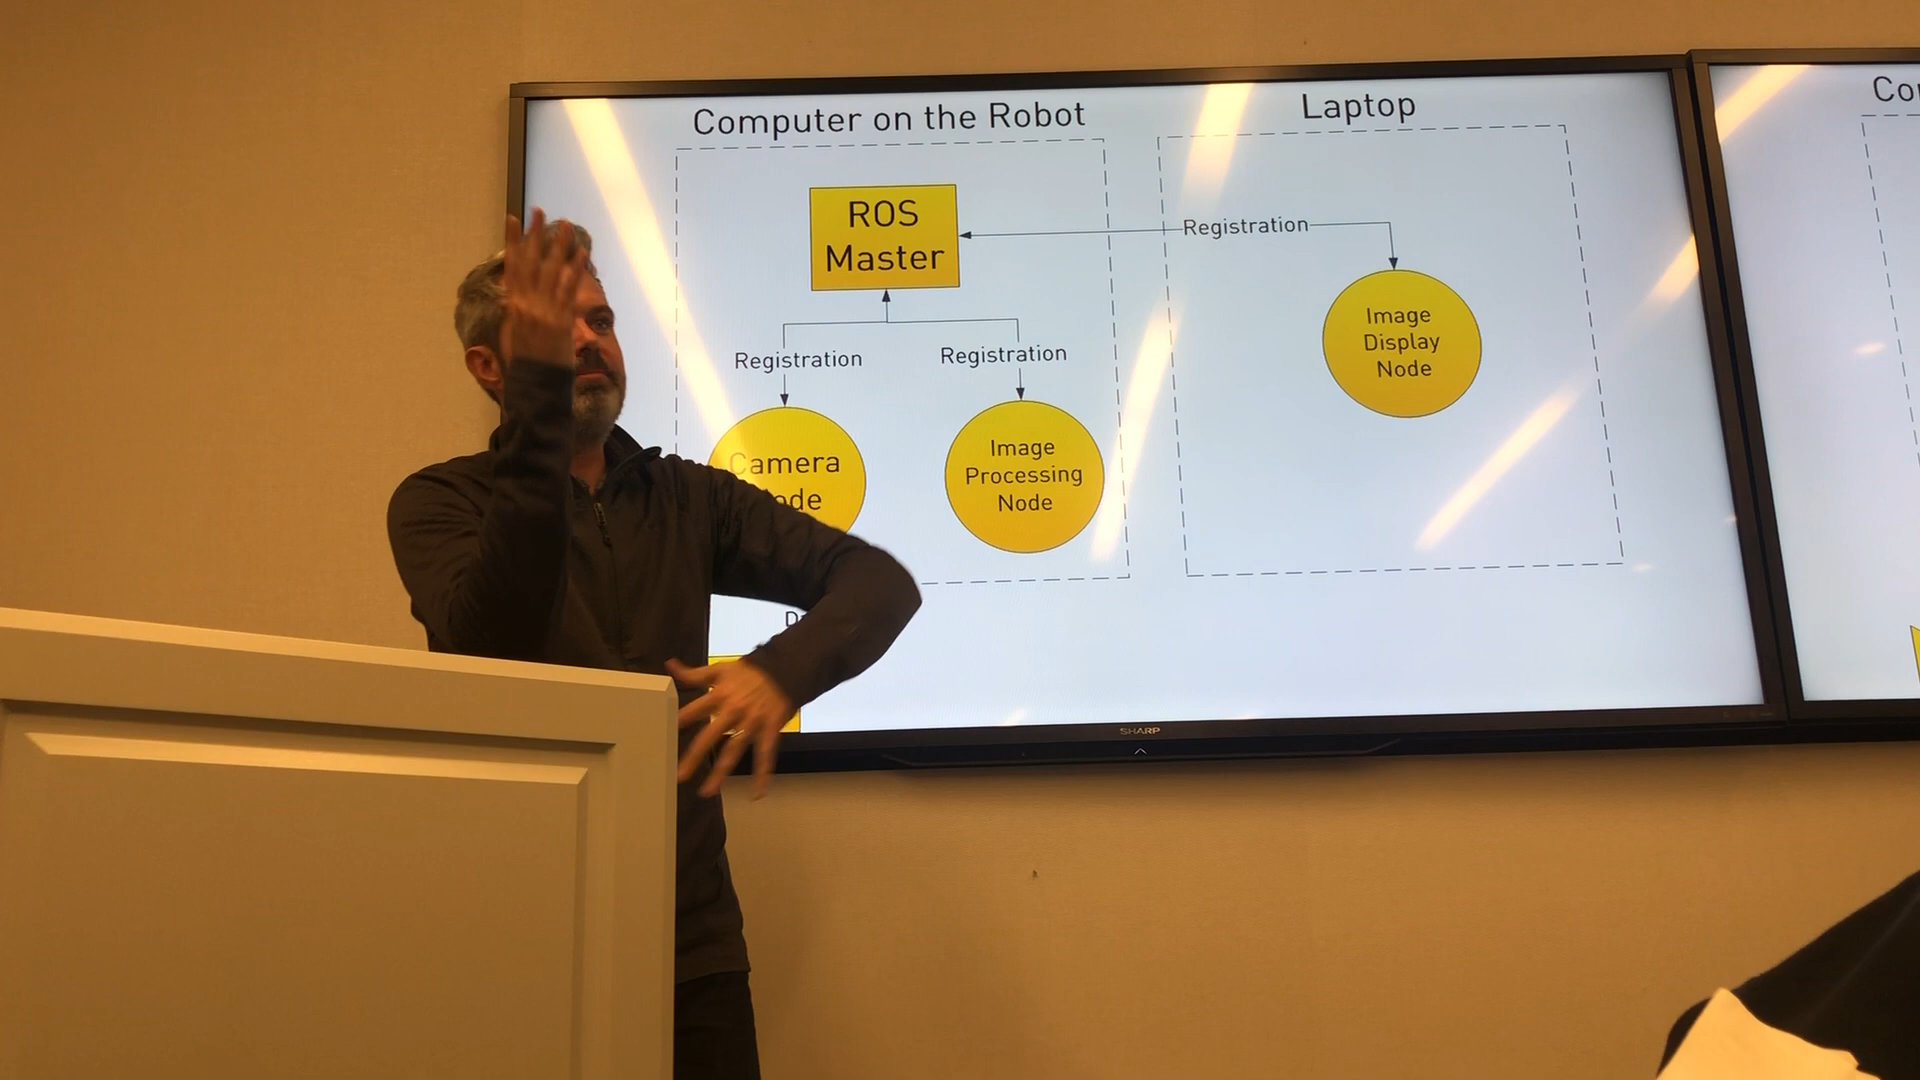 Computer on the Robot
Laptop
ROS
Master
Registration
Registration
Registration
Image
Display
Node
Camera
Image
Processing
Node
SHARP